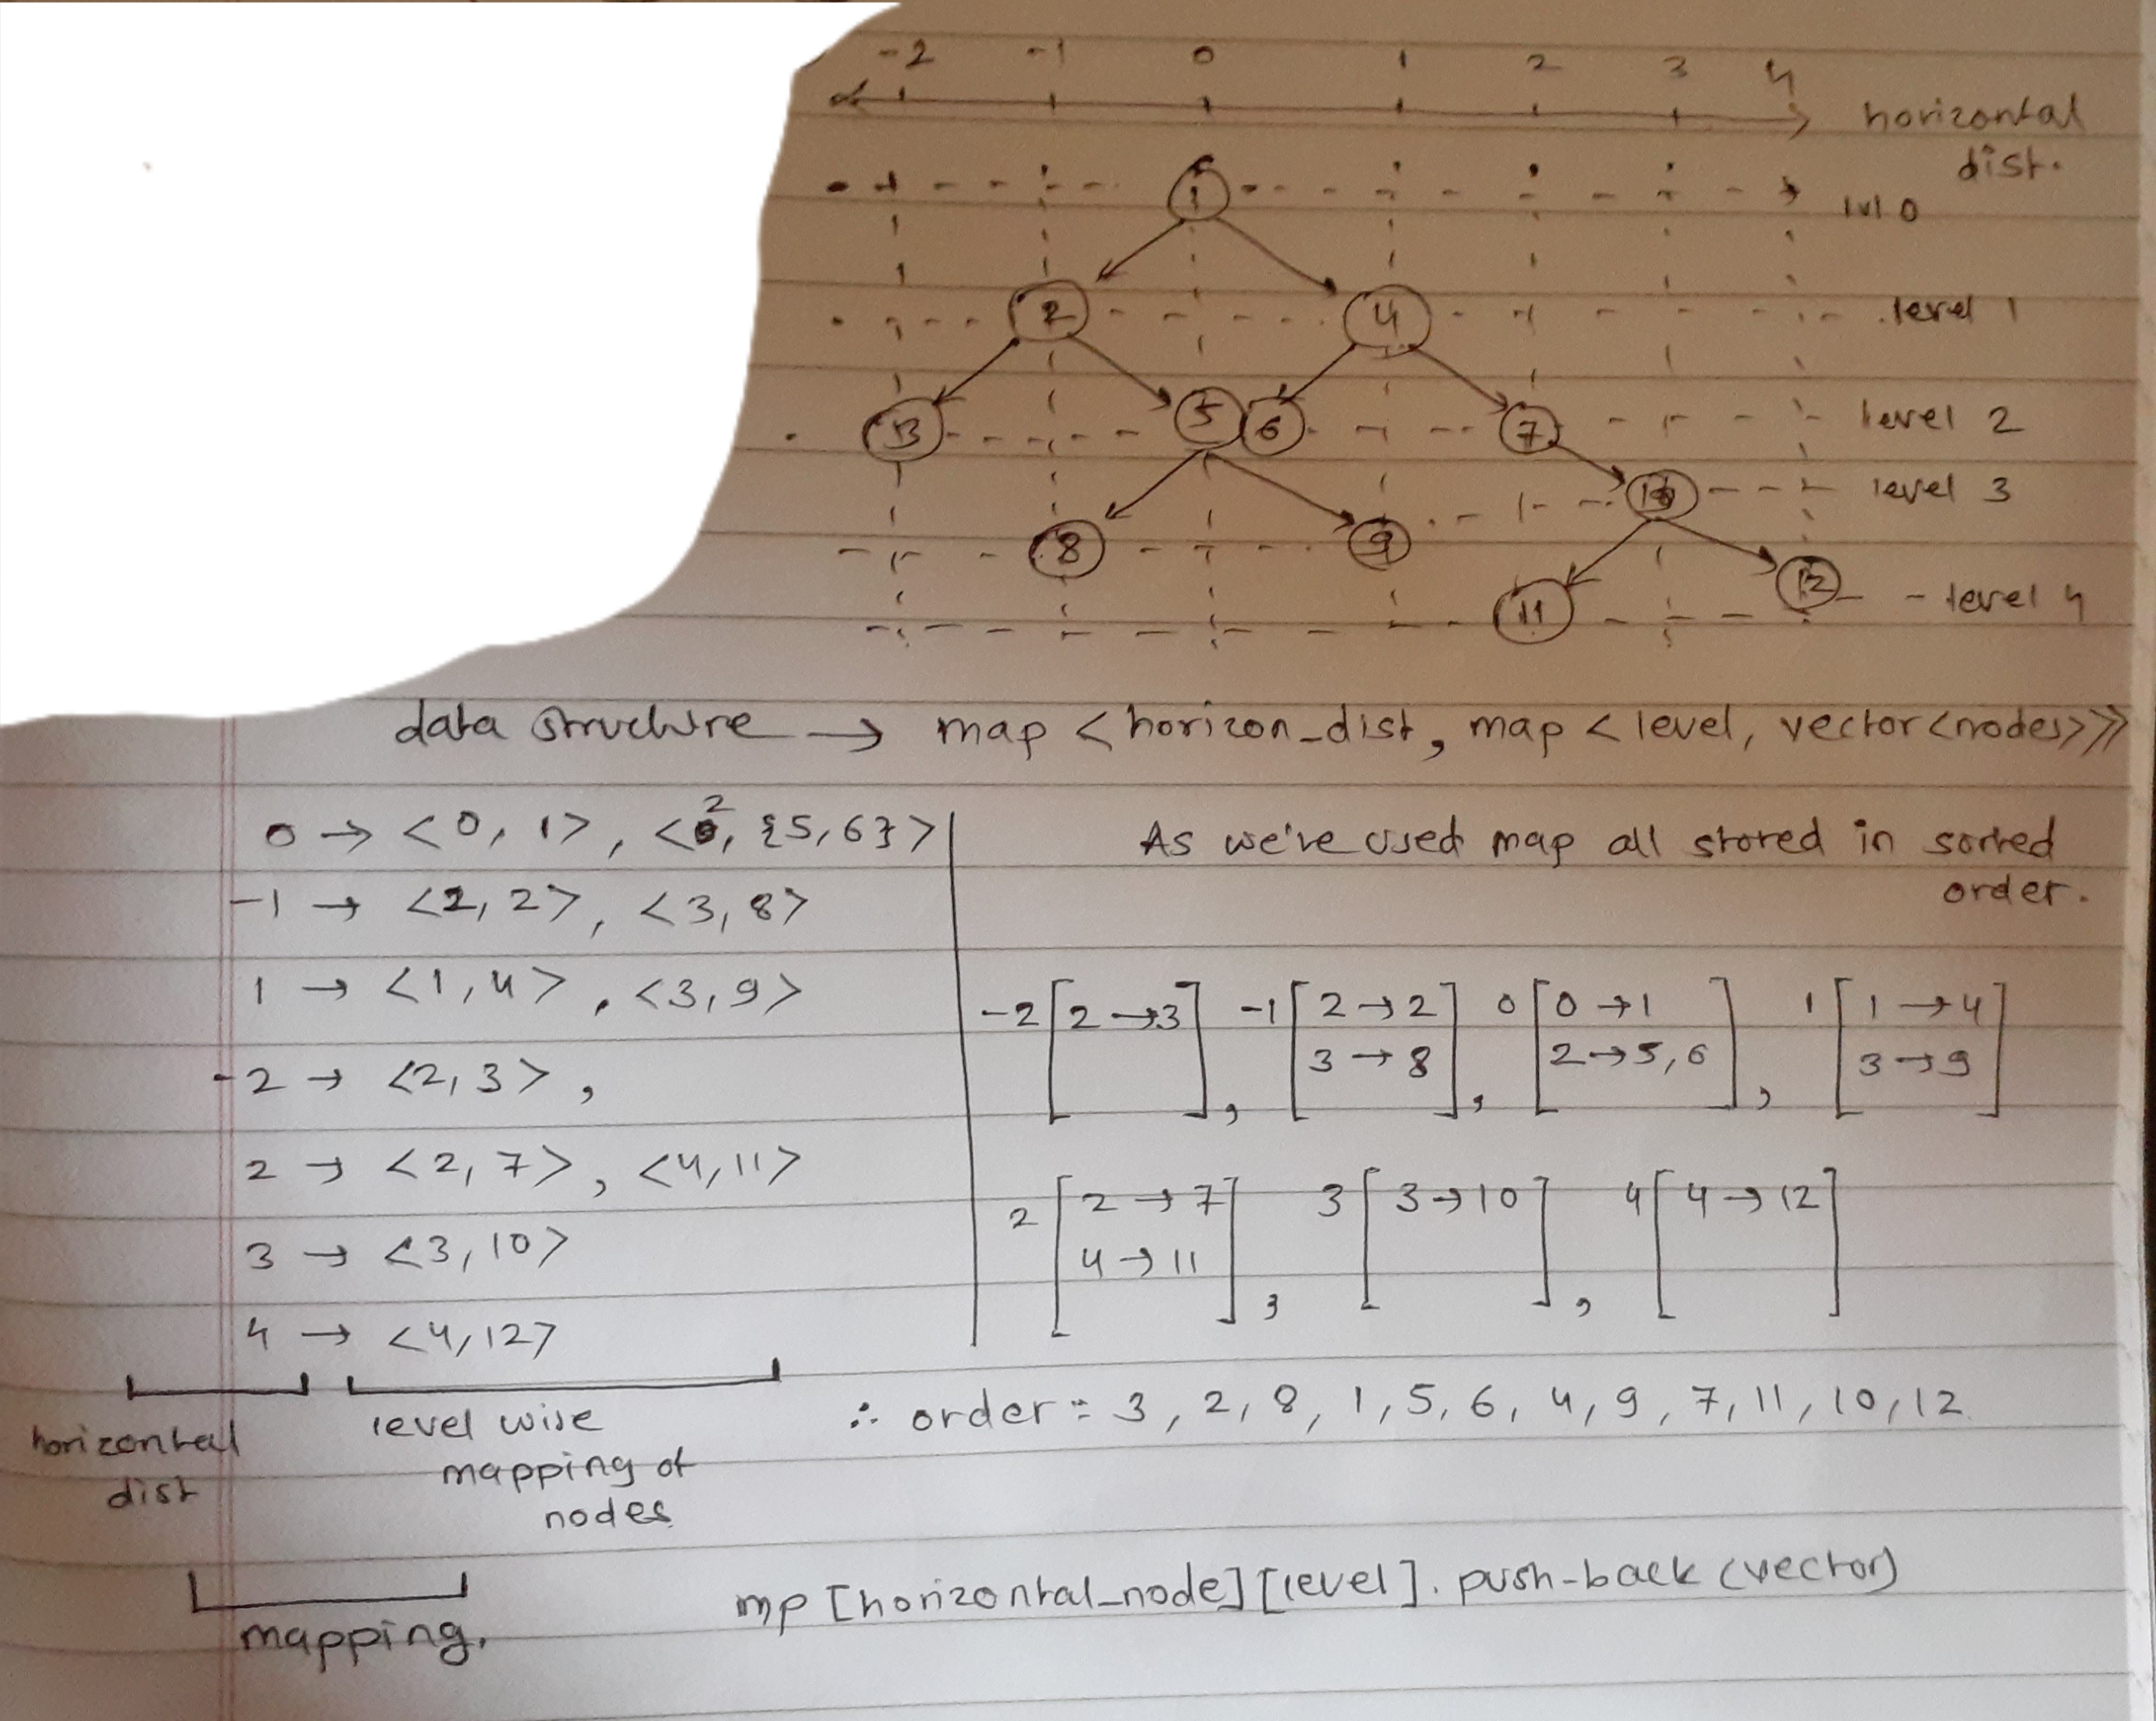 -2 -1 0 1 2 3 4
horizontal
dist.
1
lvl 0
2 4
level 1
3 5 6 7
level 2
10
level 3
8 9
11 12
level 4
data structure → map <horizon_dist, map <level, vector<nodes>>>
0 → <0, 1>, <2, {5,6}>
-1 → <2, 2>, <3, 8>
1 → <1, 4>, <3, 9>
-2 → <2, 3>,
2 → <2, 7>, <4, 11>
3 → <3, 10>
4 → <4, 12>
horizontal
dist
level wise
mapping of
nodes
mapping.
As we've used map all stored in sorted
order.
-2 [2→3], -1 [2→2], 0 [0→1], 1 [1→4]
3→8 2→5,6 3→9
2 [2→7], 3 [3→10], 4 [4→12]
4→11
∴ order = 3, 2, 8, 1, 5, 6, 4, 9, 7, 11, 10, 12
mp [horizontal_node][level]. push-back (vector)